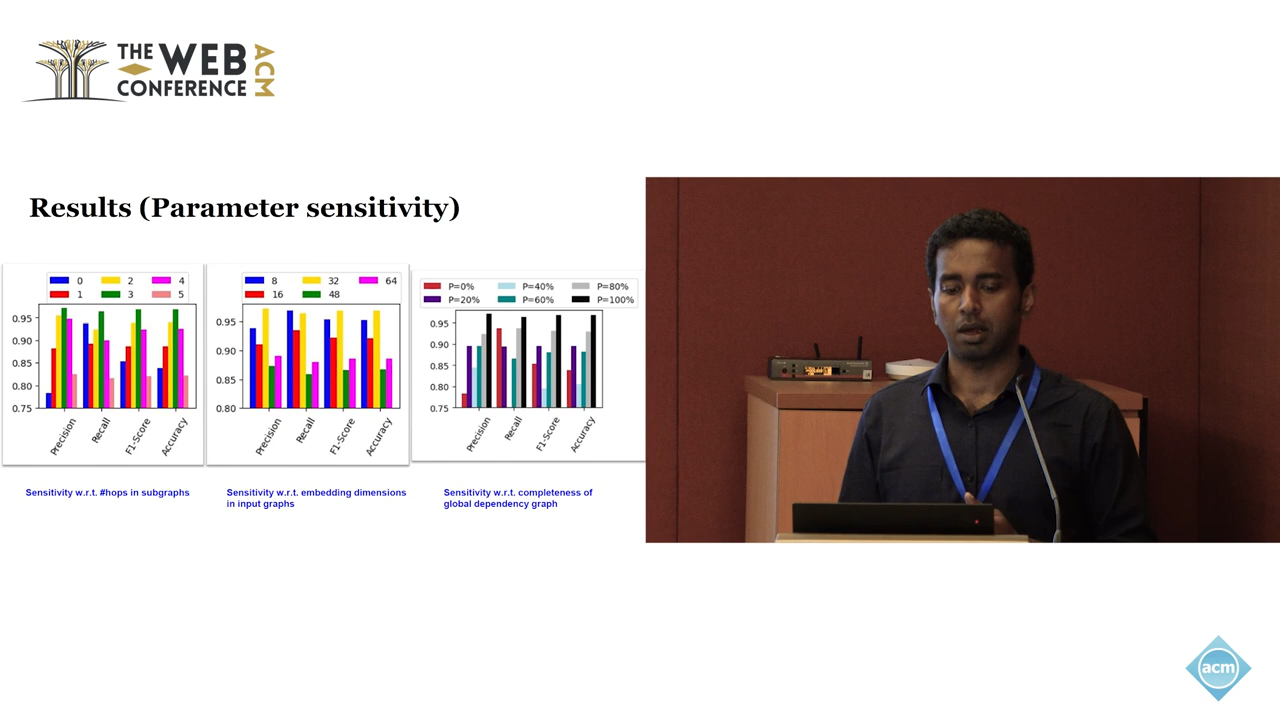 THE WEB
CONFERENCE
ACM
Results (Parameter sensitivity)
0 2 4
1 3 5
0.95
0.90
0.85
0.80
0.75
Precision
Recall
F1-Score
Accuracy
Sensitivity w.r.t. #hops in subgraphs
8 32 64
16 48
0.95
0.90
0.85
0.80
Precision
Recall
F1-Score
Accuracy
Sensitivity w.r.t. embedding dimensions
in input graphs
P=0% P=40% P=80%
P=20% P=60% P=100%
0.95
0.90
0.85
0.80
0.75
Precision
Recall
F1-Score
Accuracy
Sensitivity w.r.t. completeness of
global dependency graph
acm